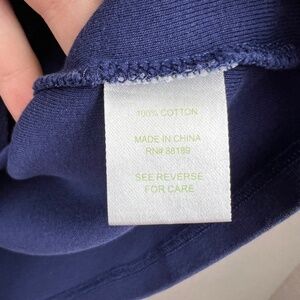 100% COTTON
MADE IN CHINA
RN# 88189
SEE REVERSE
FOR CARE